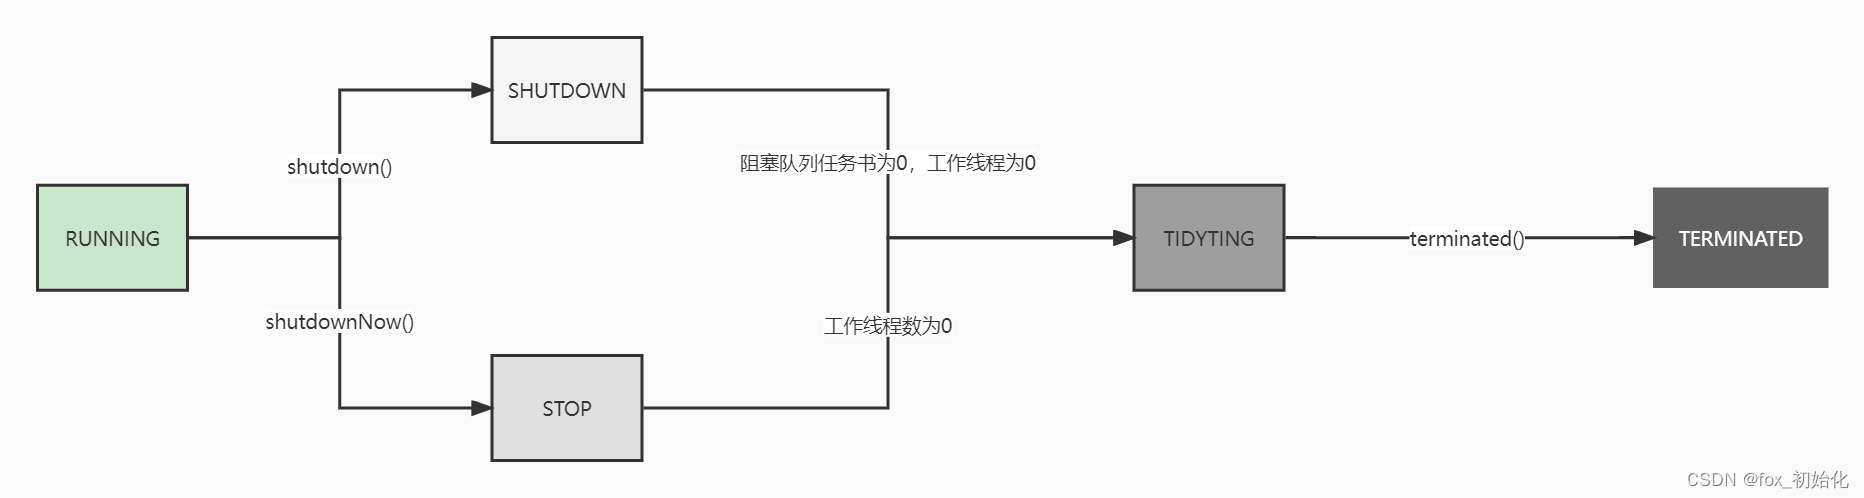 SHUTDOWN
shutdown()
阻塞队列任务书为0，工作线程为0
RUNNING
TIDYTING
terminated()
TERMINATED
shutdownNow()
工作线程数为0
STOP
CSDN @fox_初始化